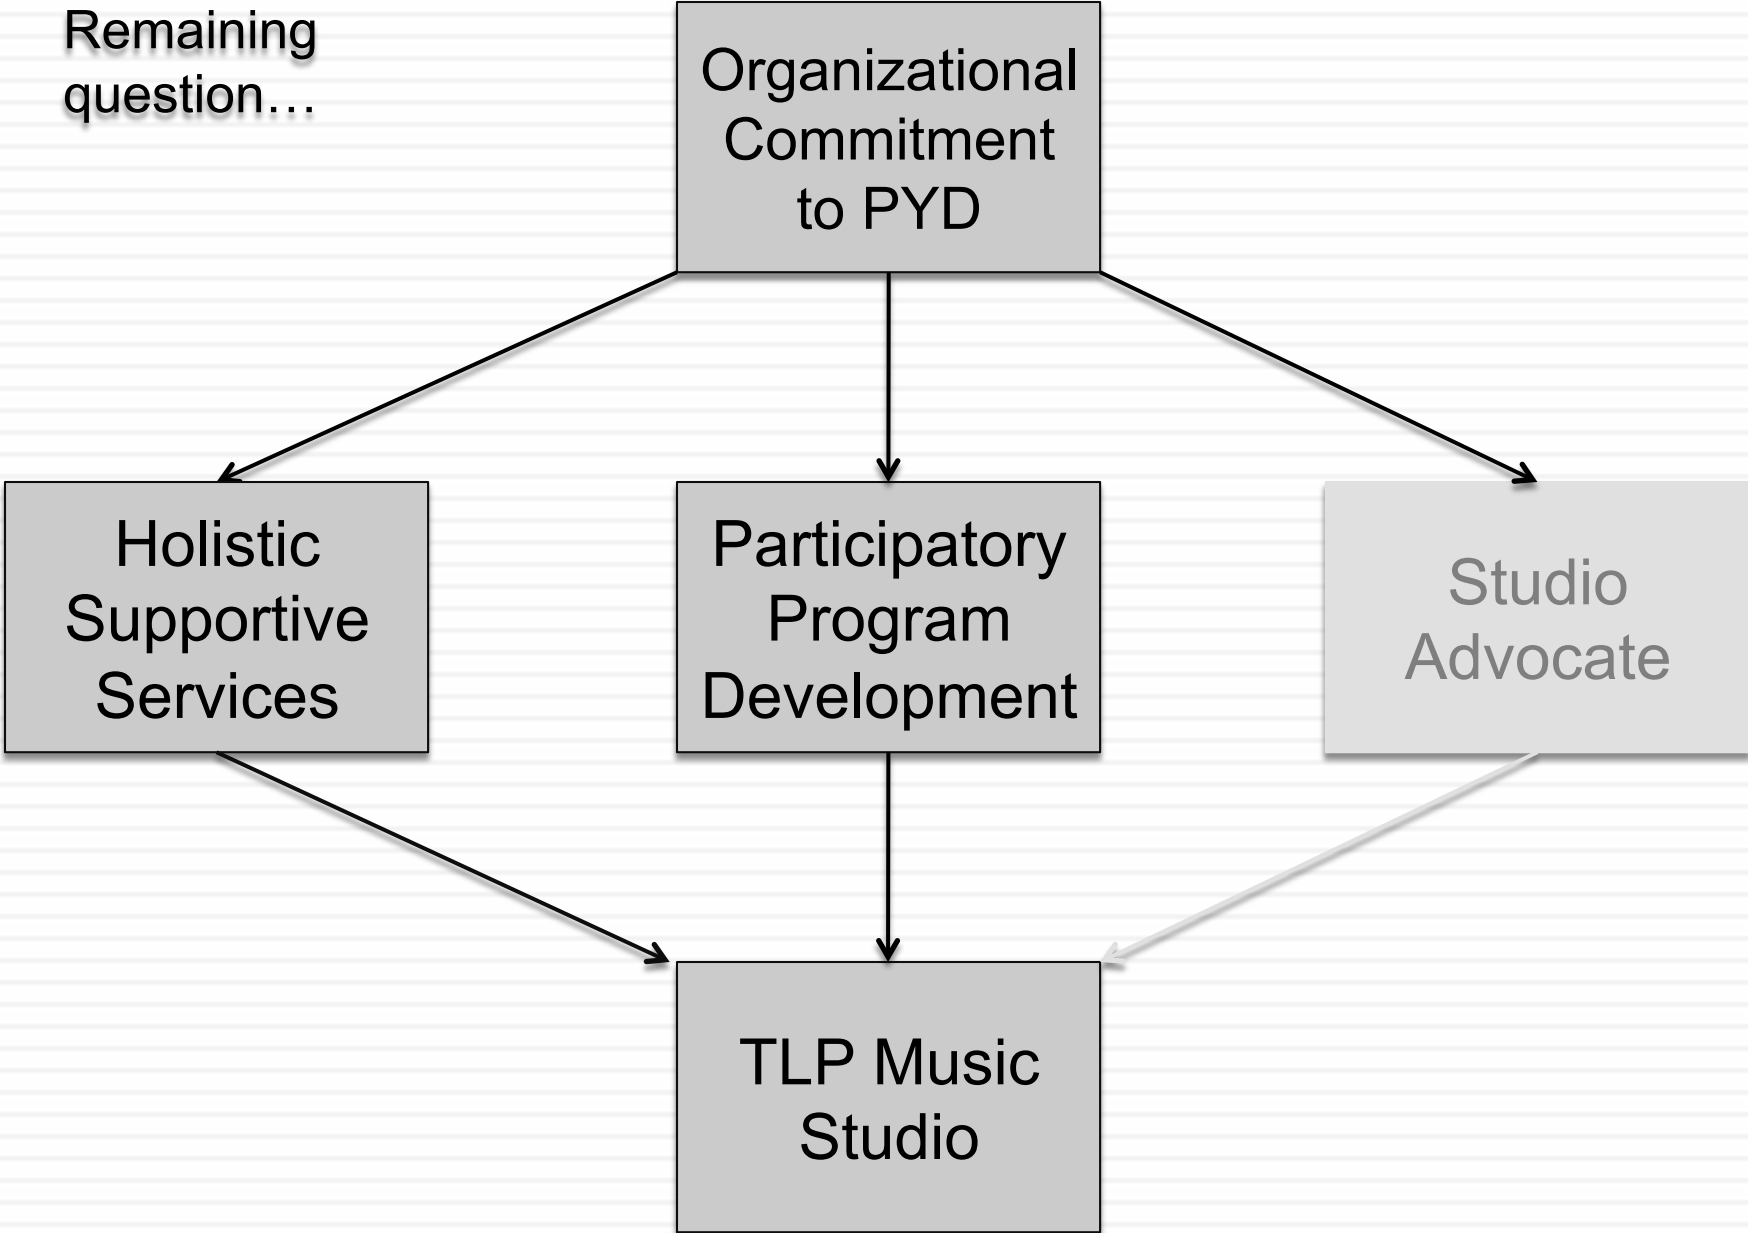 Remaining
question…
Organizational
Commitment
to PYD
Holistic
Supportive
Services
Participatory
Program
Development
Studio
Advocate
TLP Music
Studio